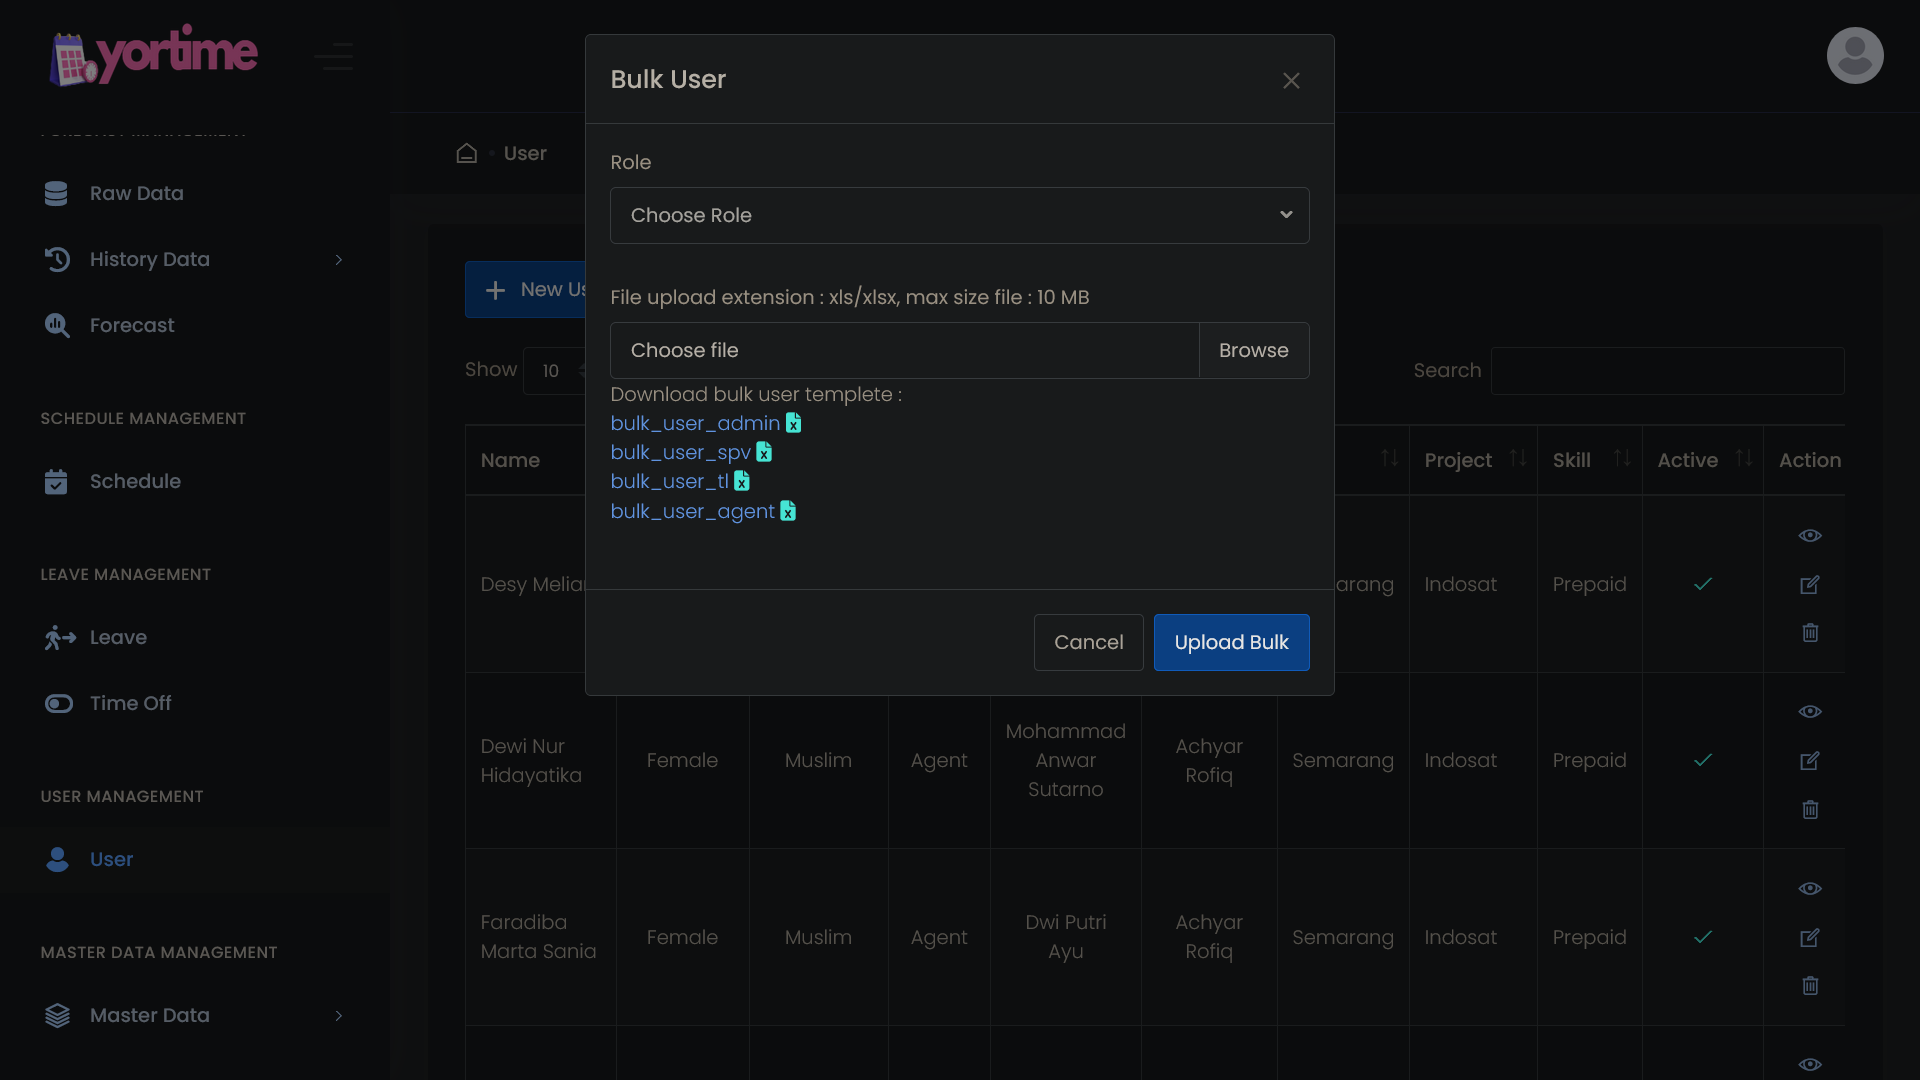 yortime
FORECAST MANAGEMENT
Raw Data
History Data
Forecast
SCHEDULE MANAGEMENT
Schedule
LEAVE MANAGEMENT
Leave
Time Off
USER MANAGEMENT
User
MASTER DATA MANAGEMENT
Master Data
User
New Us
Show 10
Search
Name Project Skill Active Action
Desy Melian arang Indosat Prepaid
Dewi Nur
Hidayatika
Female
Muslim
Agent
Mohammad
Anwar
Sutarno
Achyar
Rofiq
Semarang
Indosat
Prepaid
Faradiba
Marta Sania
Female
Muslim
Agent
Dwi Putri
Ayu
Achyar
Rofiq
Semarang
Indosat
Prepaid
Bulk User
Role
Choose Role
File upload extension : xls/xlsx, max size file : 10 MB
Choose file Browse
Download bulk user templete :
bulk_user_admin
bulk_user_spv
bulk_user_tl
bulk_user_agent
Cancel Upload Bulk